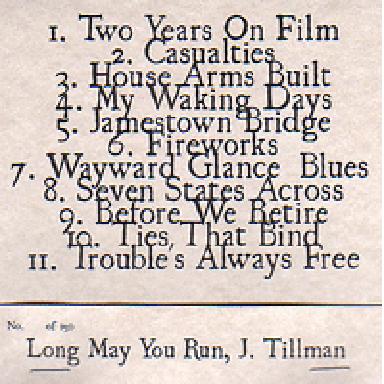 1. Two Years On Film
2. Casualties
3. House Arms Built
4. My Waking Days
5. Jamestown Bridge
6. Fireworks
7. Wayward Glance Blues
8. Seven States Across
9. Before We Retire
10. Ties That Bind
11. Trouble's Always Free
No. of 150
Long May You Run, J. Tillman